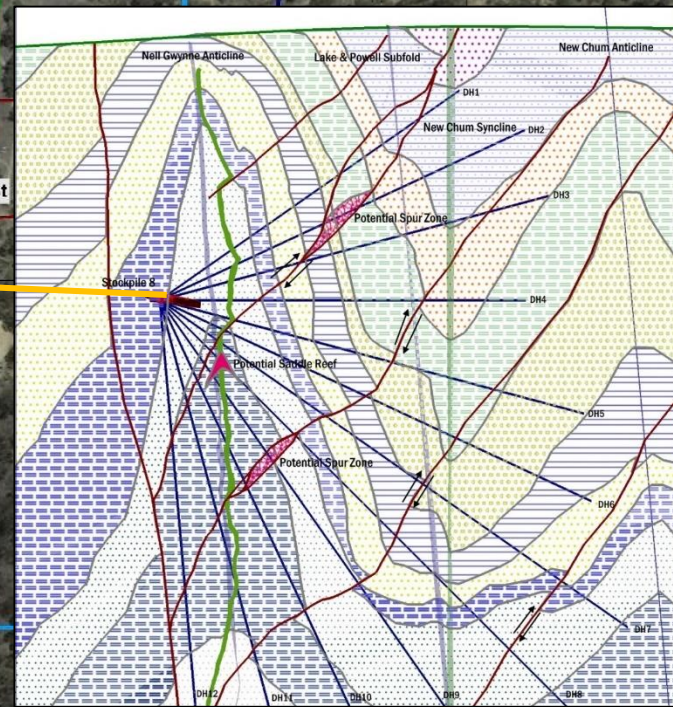 Nell Gwynne Anticline
Lake & Powell Subfold
New Chum Anticline
DH1
New Chum Syncline
DH2
DH3
Potential Spur Zone
Stockpile 8
DH4
Potential Saddle Reef
DH5
Potential Spur Zone
DH6
DH7
DH12
DH11
DH10
DH9
DH8